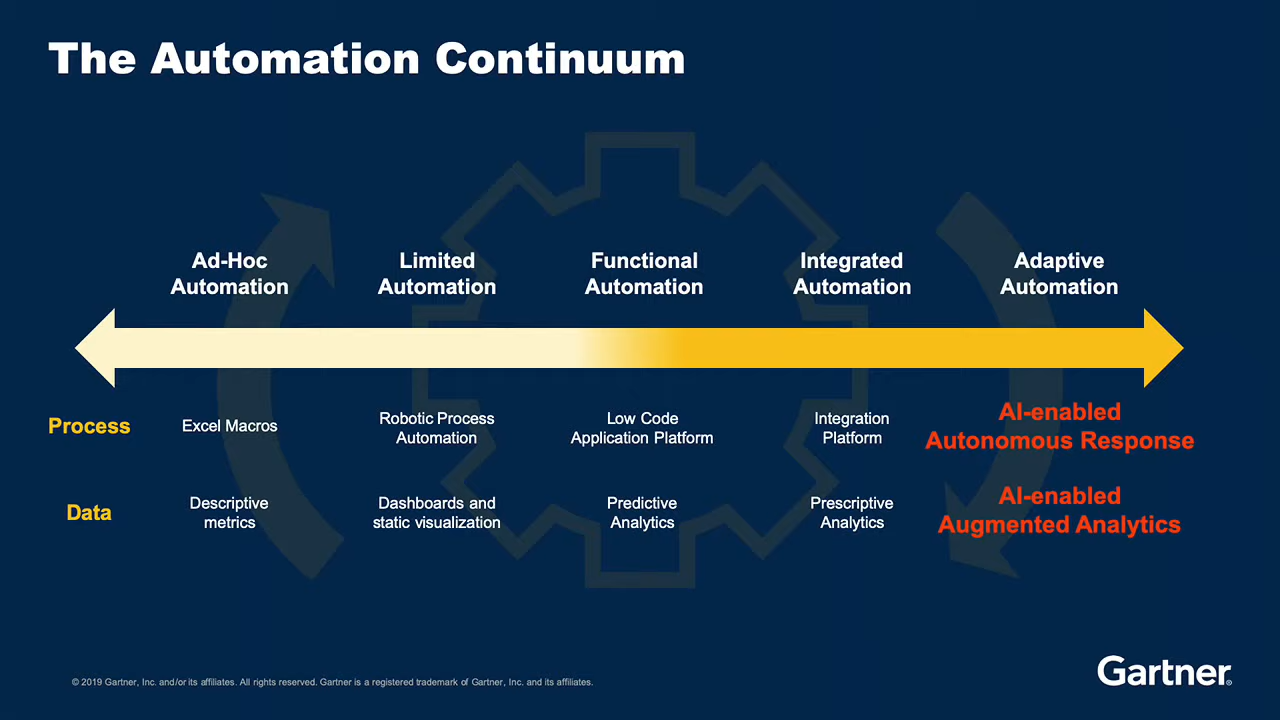 The Automation Continuum
Ad-Hoc
Automation
Limited
Automation
Functional
Automation
Integrated
Automation
Adaptive
Automation
Process
Excel Macros
Robotic Process
Automation
Low Code
Application Platform
Integration
Platform
AI-enabled
Autonomous Response
Data
Descriptive
metrics
Dashboards and
static visualization
Predictive
Analytics
Prescriptive
Analytics
AI-enabled
Augmented Analytics
© 2019 Gartner, Inc. and/or its affiliates. All rights reserved. Gartner is a registered trademark of Gartner, Inc. and its affiliates.
Gartner®